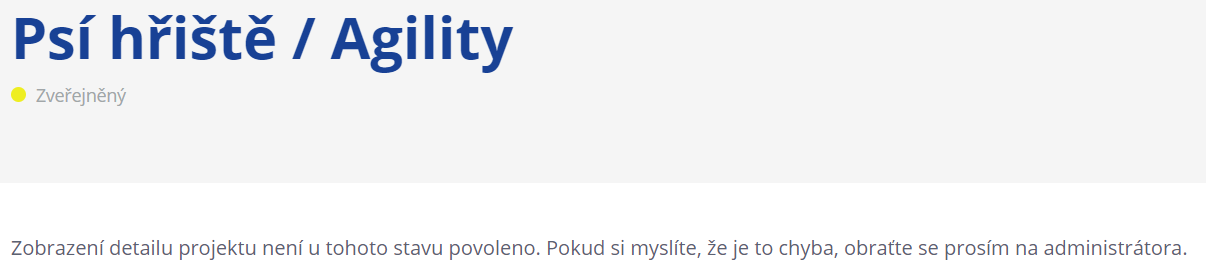 Psí hřiště / Agility
Zveřejněný
Zobrazení detailu projektu není u tohoto stavu povoleno. Pokud si myslíte, že je to chyba, obraťte se prosím na administrátora.